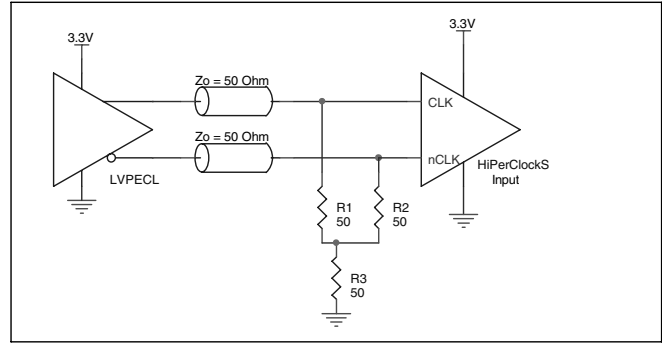 3.3V
3.3V
Zo = 50 Ohm
CLK
Zo = 50 Ohm
nCLK
LVPECL
HiPerClockS
Input
R1
50
R2
50
R3
50